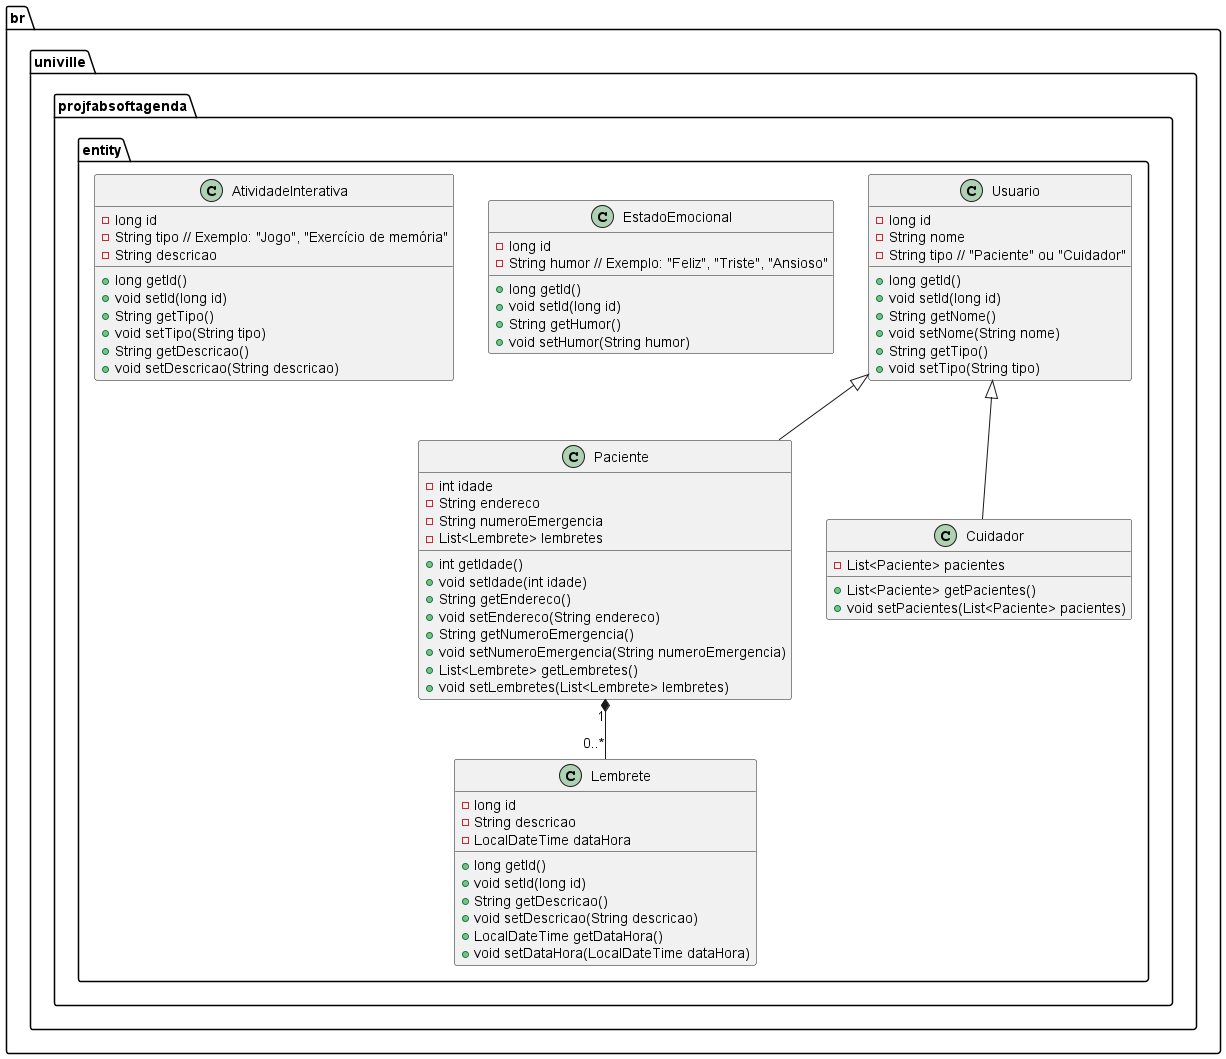 br
univille
projfabsoftagenda
entity
C AtividadeInterativa
long id
String tipo // Exemplo: "Jogo", "Exercício de memória"
String descricao
long getId()
void setId(long id)
String getTipo()
void setTipo(String tipo)
String getDescricao()
void setDescricao(String descricao)
C EstadoEmocional
long id
String humor // Exemplo: "Feliz", "Triste", "Ansioso"
long getId()
void setId(long id)
String getHumor()
void setHumor(String humor)
C Usuario
long id
String nome
String tipo // "Paciente" ou "Cuidador"
long getId()
void setId(long id)
String getNome()
void setNome(String nome)
String getTipo()
void setTipo(String tipo)
C Paciente
int idade
String endereco
String numeroEmergencia
List<Lembrete> lembretes
int getIdade()
void setIdade(int idade)
String getEndereco()
void setEndereco(String endereco)
String getNumeroEmergencia()
void setNumeroEmergencia(String numeroEmergencia)
List<Lembrete> getLembretes()
void setLembretes(List<Lembrete> lembretes)
C Cuidador
List<Paciente> pacientes
List<Paciente> getPacientes()
void setPacientes(List<Paciente> pacientes)
1
0..*
C Lembrete
long id
String descricao
LocalDateTime dataHora
long getId()
void setId(long id)
String getDescricao()
void setDescricao(String descricao)
LocalDateTime getDataHora()
void setDataHora(LocalDateTime dataHora)